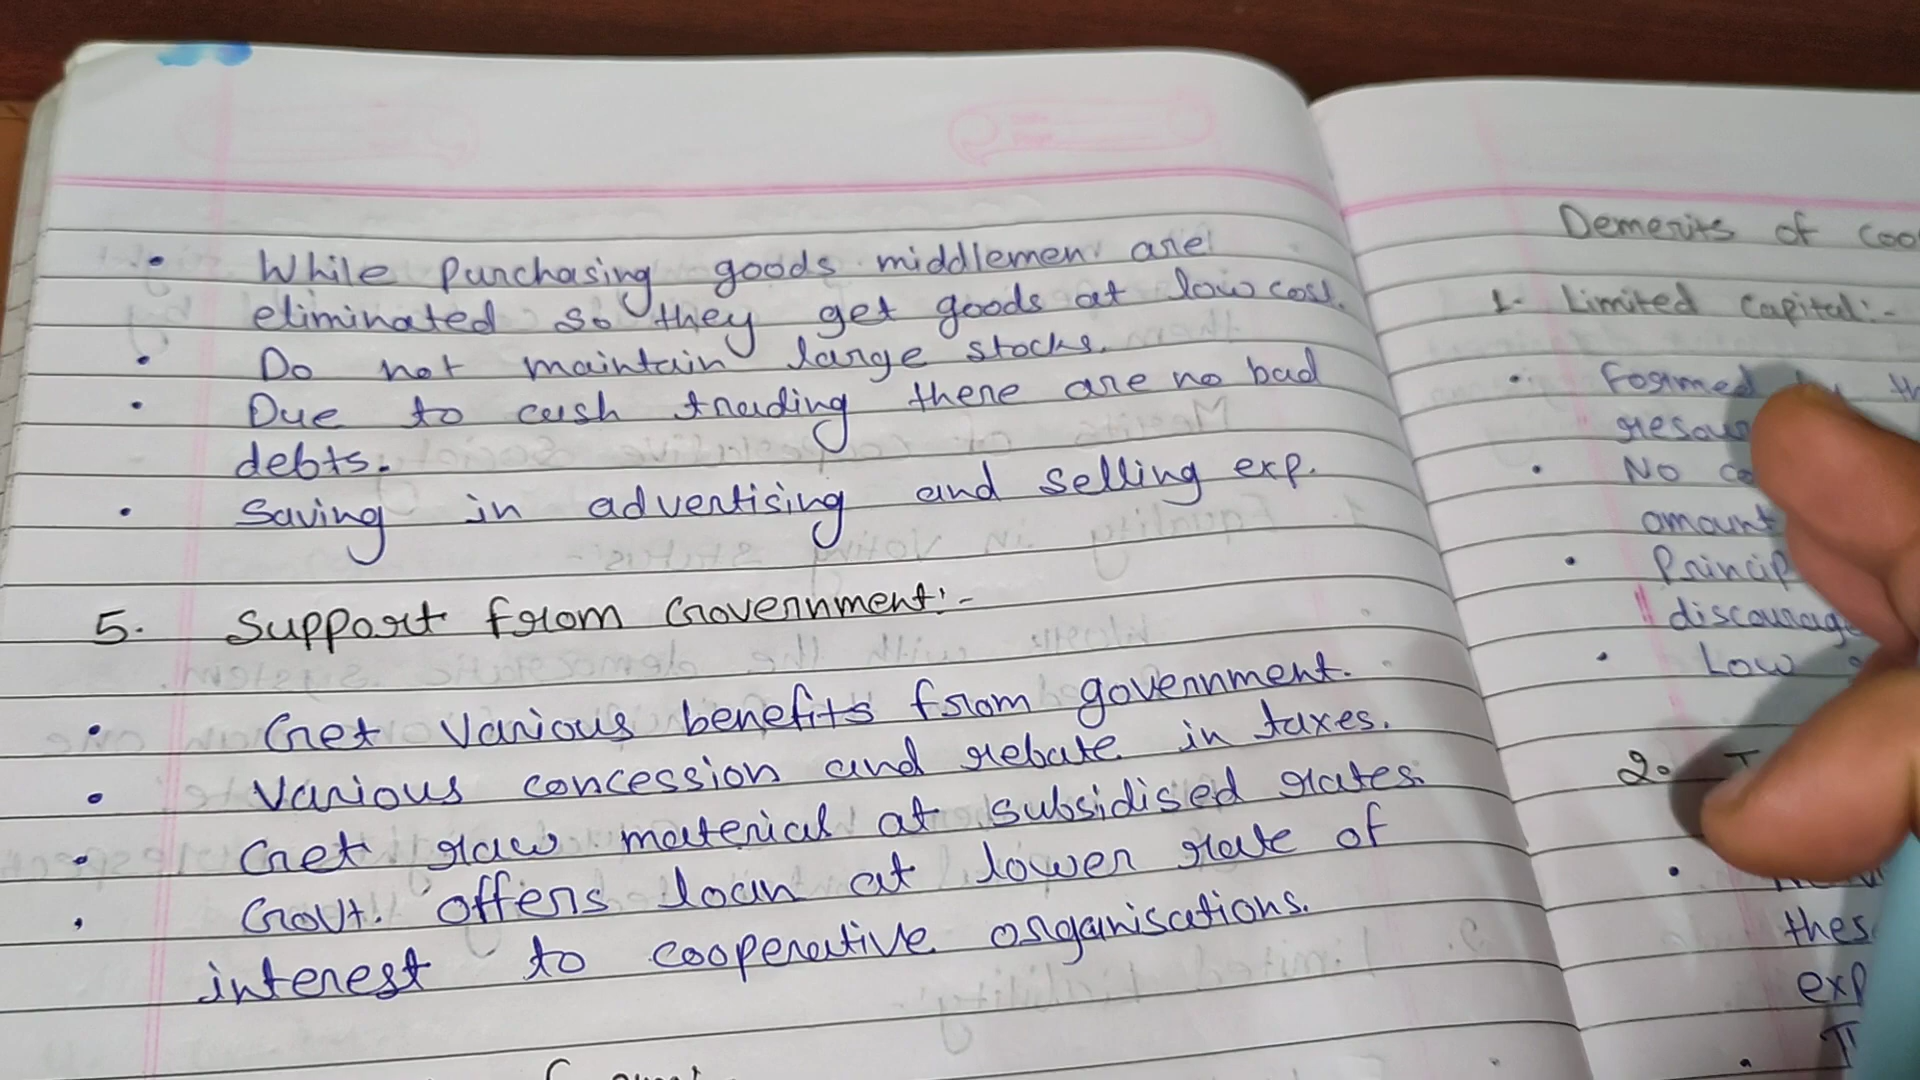 • While purchasing goods middlemen are
eliminated so they get goods at low cost.
• Do not maintain large stocks.
• Due to cash trading there are no bad
debts.
• Saving in advertising and selling exp.
5. Support from Government:-
• Get various benefits from government.
• Various concession and rebate in taxes.
• Get raw material at subsidised rates.
• Govt. offers loan at lower rate of
interest to cooperative organisations.
Demerits of
1. Limited Capital:-
• Formed
• No
amount
•
discourage
• Low
2.
•
•